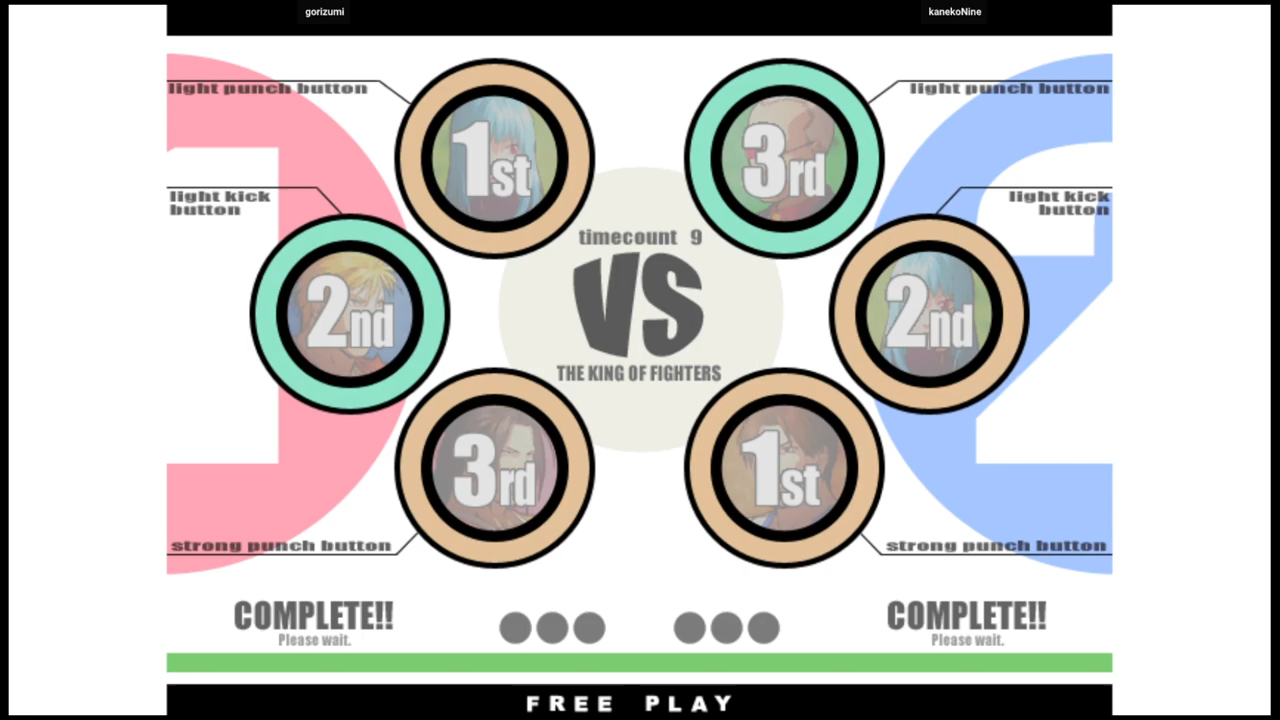 gorizumi
kanekoNine
light punch button
light punch button
1st
3rd
light kick
button
light kick
button
timecount 9
VS
THE KING OF FIGHTERS
2nd
2nd
3rd
1st
strong punch button
strong punch button
COMPLETE!!
Please wait.
COMPLETE!!
Please wait.
FREE PLAY